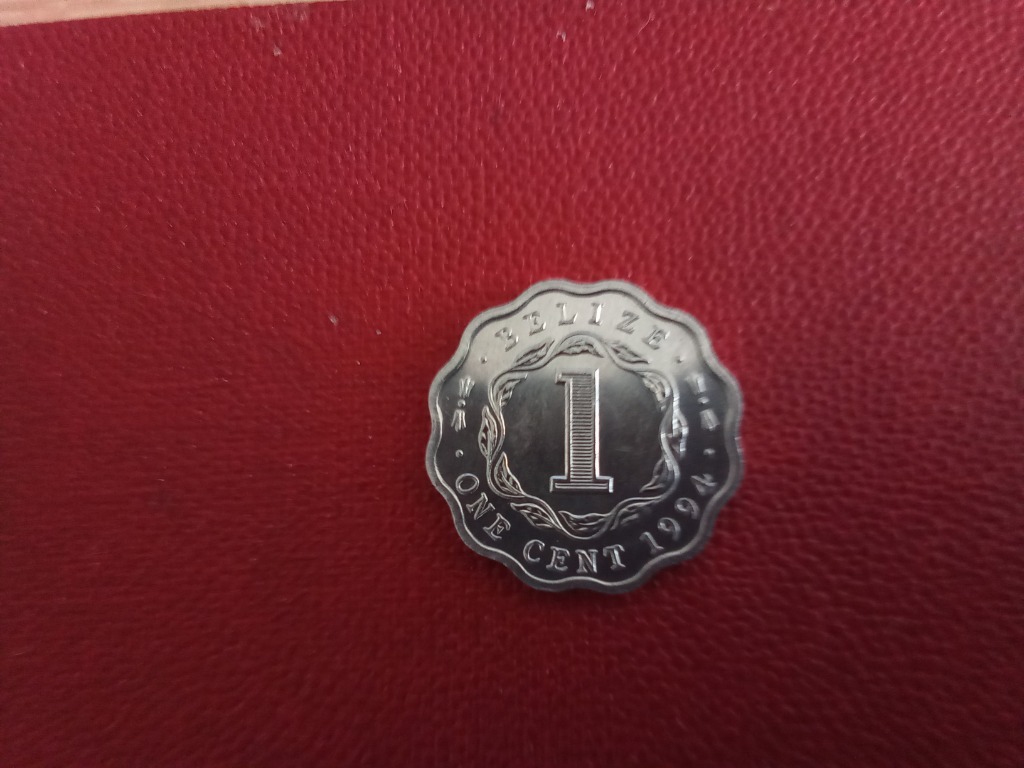 · BELIZE ·
1
· ONE CENT 1994 ·